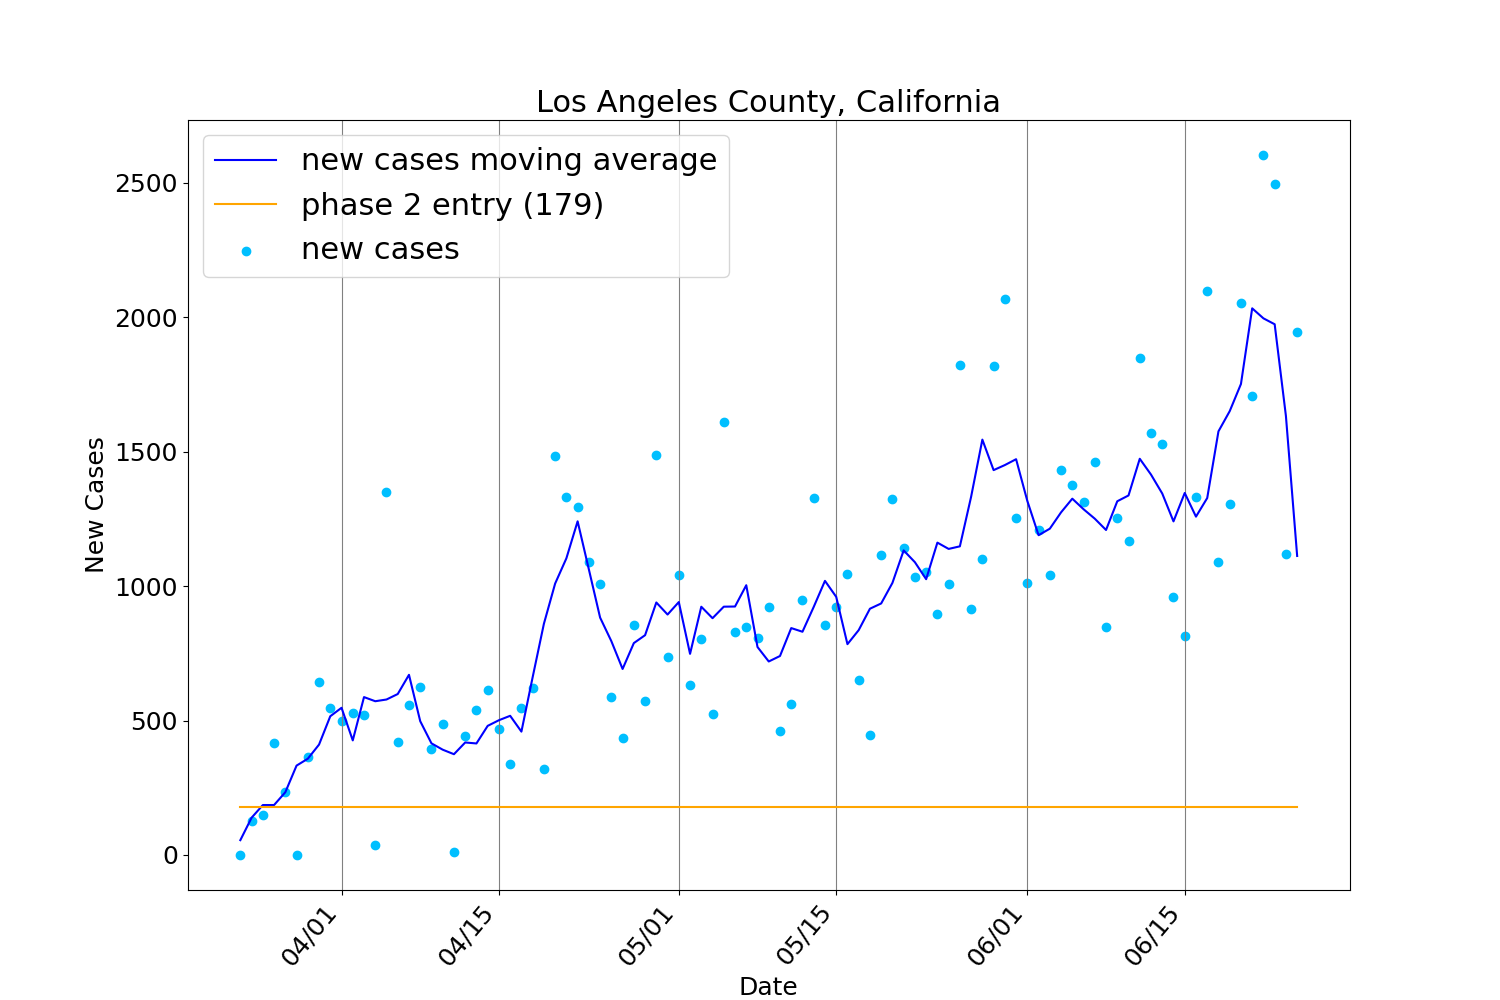 Los Angeles County, California
new cases moving average
phase 2 entry (179)
new cases
2500
2000
1500
1000
500
0
New Cases
04/01
04/15
05/01
05/15
06/01
06/15
Date